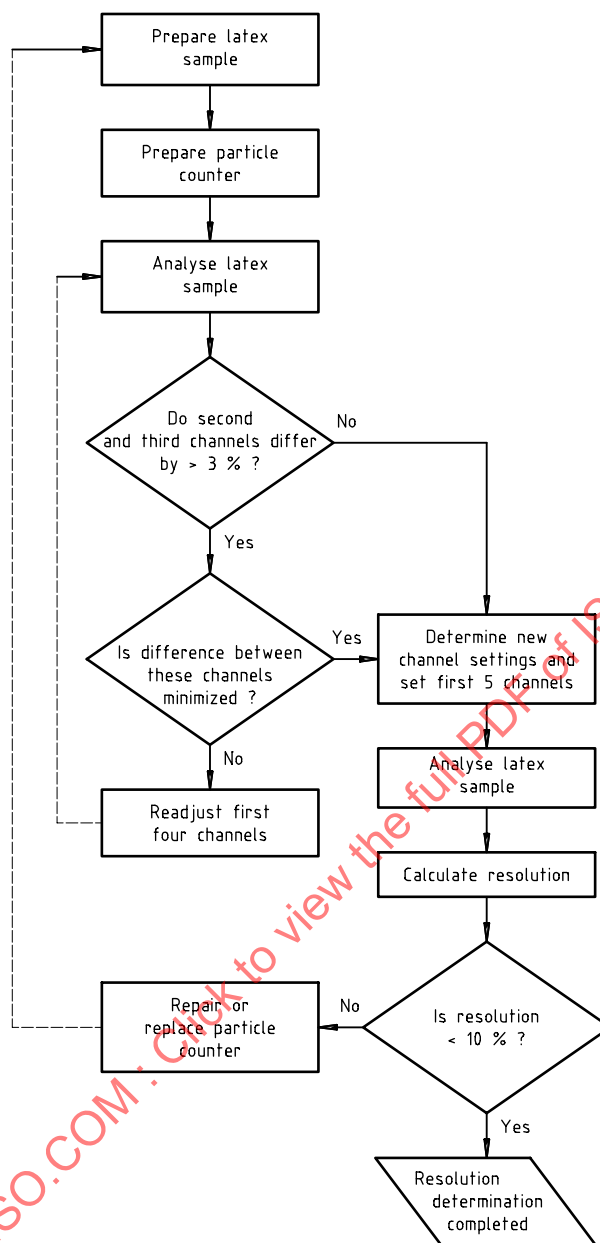 Prepare latex
sample
Prepare particle
counter
Analyse latex
sample
Do second
and third channels differ
by > 3 % ?
No
Yes
Is difference between
these channels
minimized ?
Yes
No
Determine new
channel settings and
set first 5 channels
Readjust first
four channels
Analyse latex
sample
Calculate resolution
Is resolution
< 10 % ?
No
Repair or
replace particle
counter
Yes
Resolution
determination
completed
SO.COM : Click to view the full PDF of IS